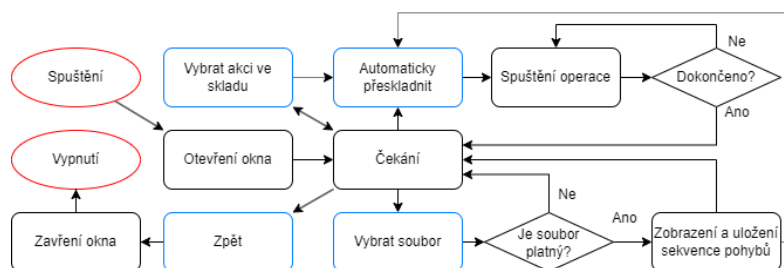 Ne
Spuštění
Vybrat akci ve
skladu
Automaticky
přeskladnit
Spuštění operace
Dokončeno?
Ano
Vypnutí
Otevření okna
Čekání
Ne
Ano
Zavření okna
Zpět
Vybrat soubor
Je soubor
platný?
Zobrazení a uložení
sekvence pohybů